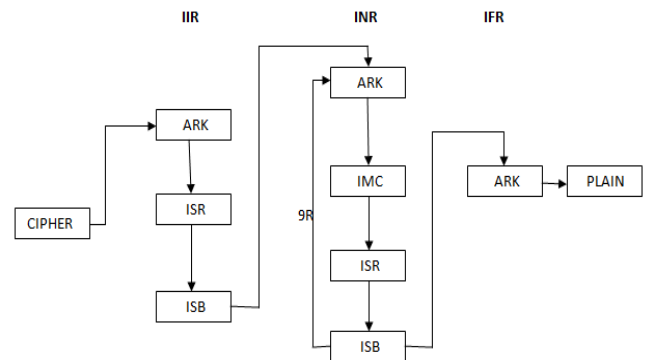 IIR
INR
IFR
CIPHER
ARK
ISR
ISB
ARK
IMC
ISR
ISB
9R
ARK
PLAIN